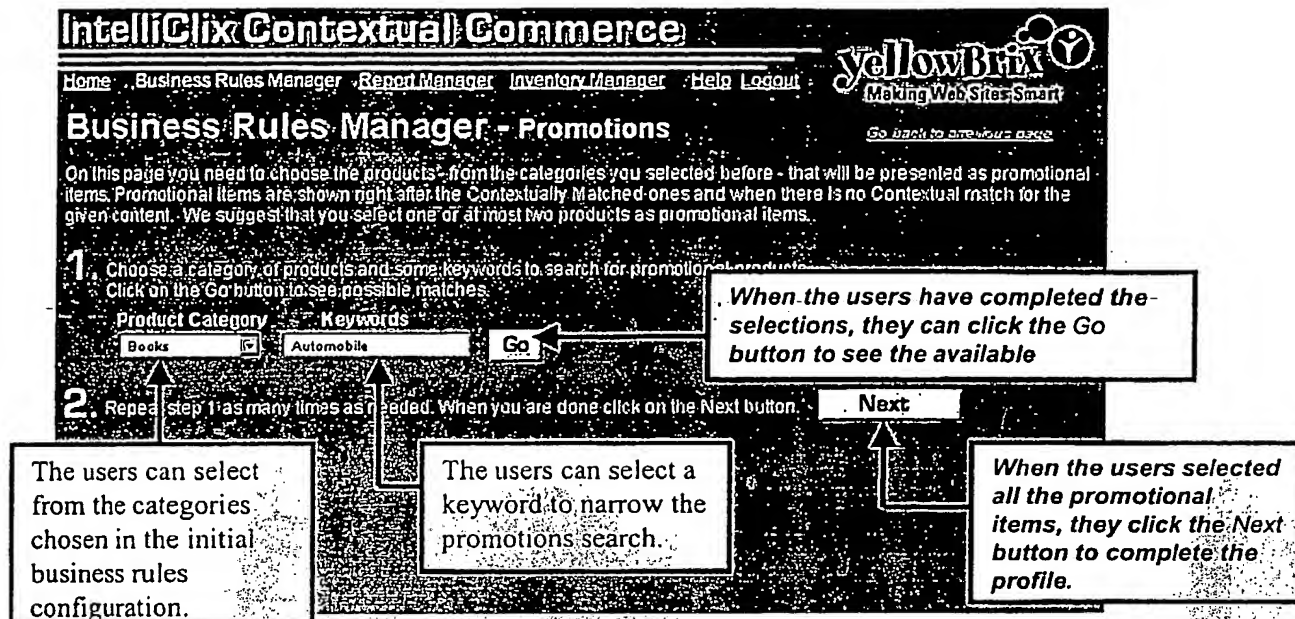 IntelliClix Contextual Commerce
yellowBrix
Making Web Sites Smart
Home Business Rules Manager Report Manager Inventory Manager Help Logout
Business Rules Manager - Promotions
Go back to previous page
On this page you need to choose the products - from the categories you selected before - that will be presented as promotional
items. Promotional items are shown right after the Contextually Matched ones and when there is no Contextual match for the
given content. We suggest that you select one or at most two products as promotional items.
1. Choose a category of products and some keywords to search for promotional products
Click on the Go button to see possible matches
Product Category Keywords
Books Automobile Go
When the users have completed the
selections, they can click the Go
button to see the available
2. Repeat step 1 as many times as needed. When you are done click on the Next button. Next
The users can select
from the categories
chosen in the initial
business rules
configuration.
The users can select a
keyword to narrow the
promotions search.
When the users selected
all the promotional
items, they click the Next
button to complete the
profile.